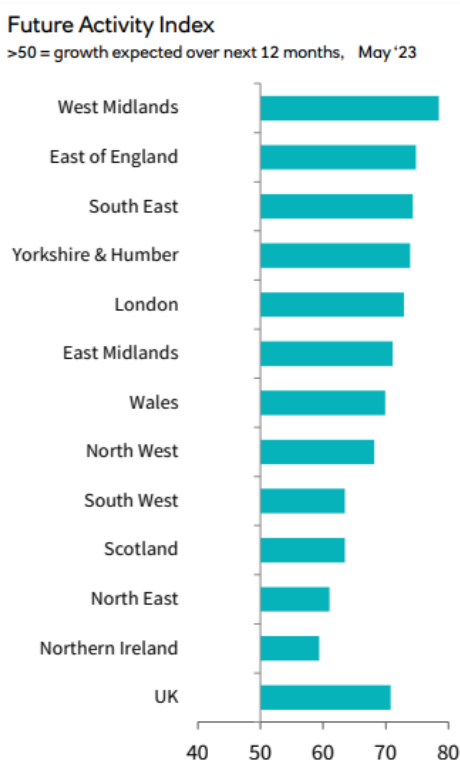 Future Activity Index
>50 = growth expected over next 12 months, May ‘23
West Midlands
East of England
South East
Yorkshire & Humber
London
East Midlands
Wales
North West
South West
Scotland
North East
Northern Ireland
UK
40 50 60 70 80